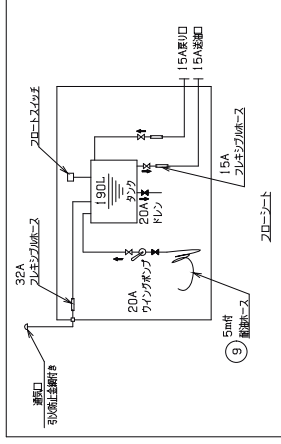 通気口
引火防止金網付き
32A
フレキシブルホース
フロートスイッチ
190L
タンク
20A
ドレン
20A
ウイングポンプ
15A戻り口
15A送油口
15A
フレキシブルホース
9
5m付
耐油ホース
フローシート